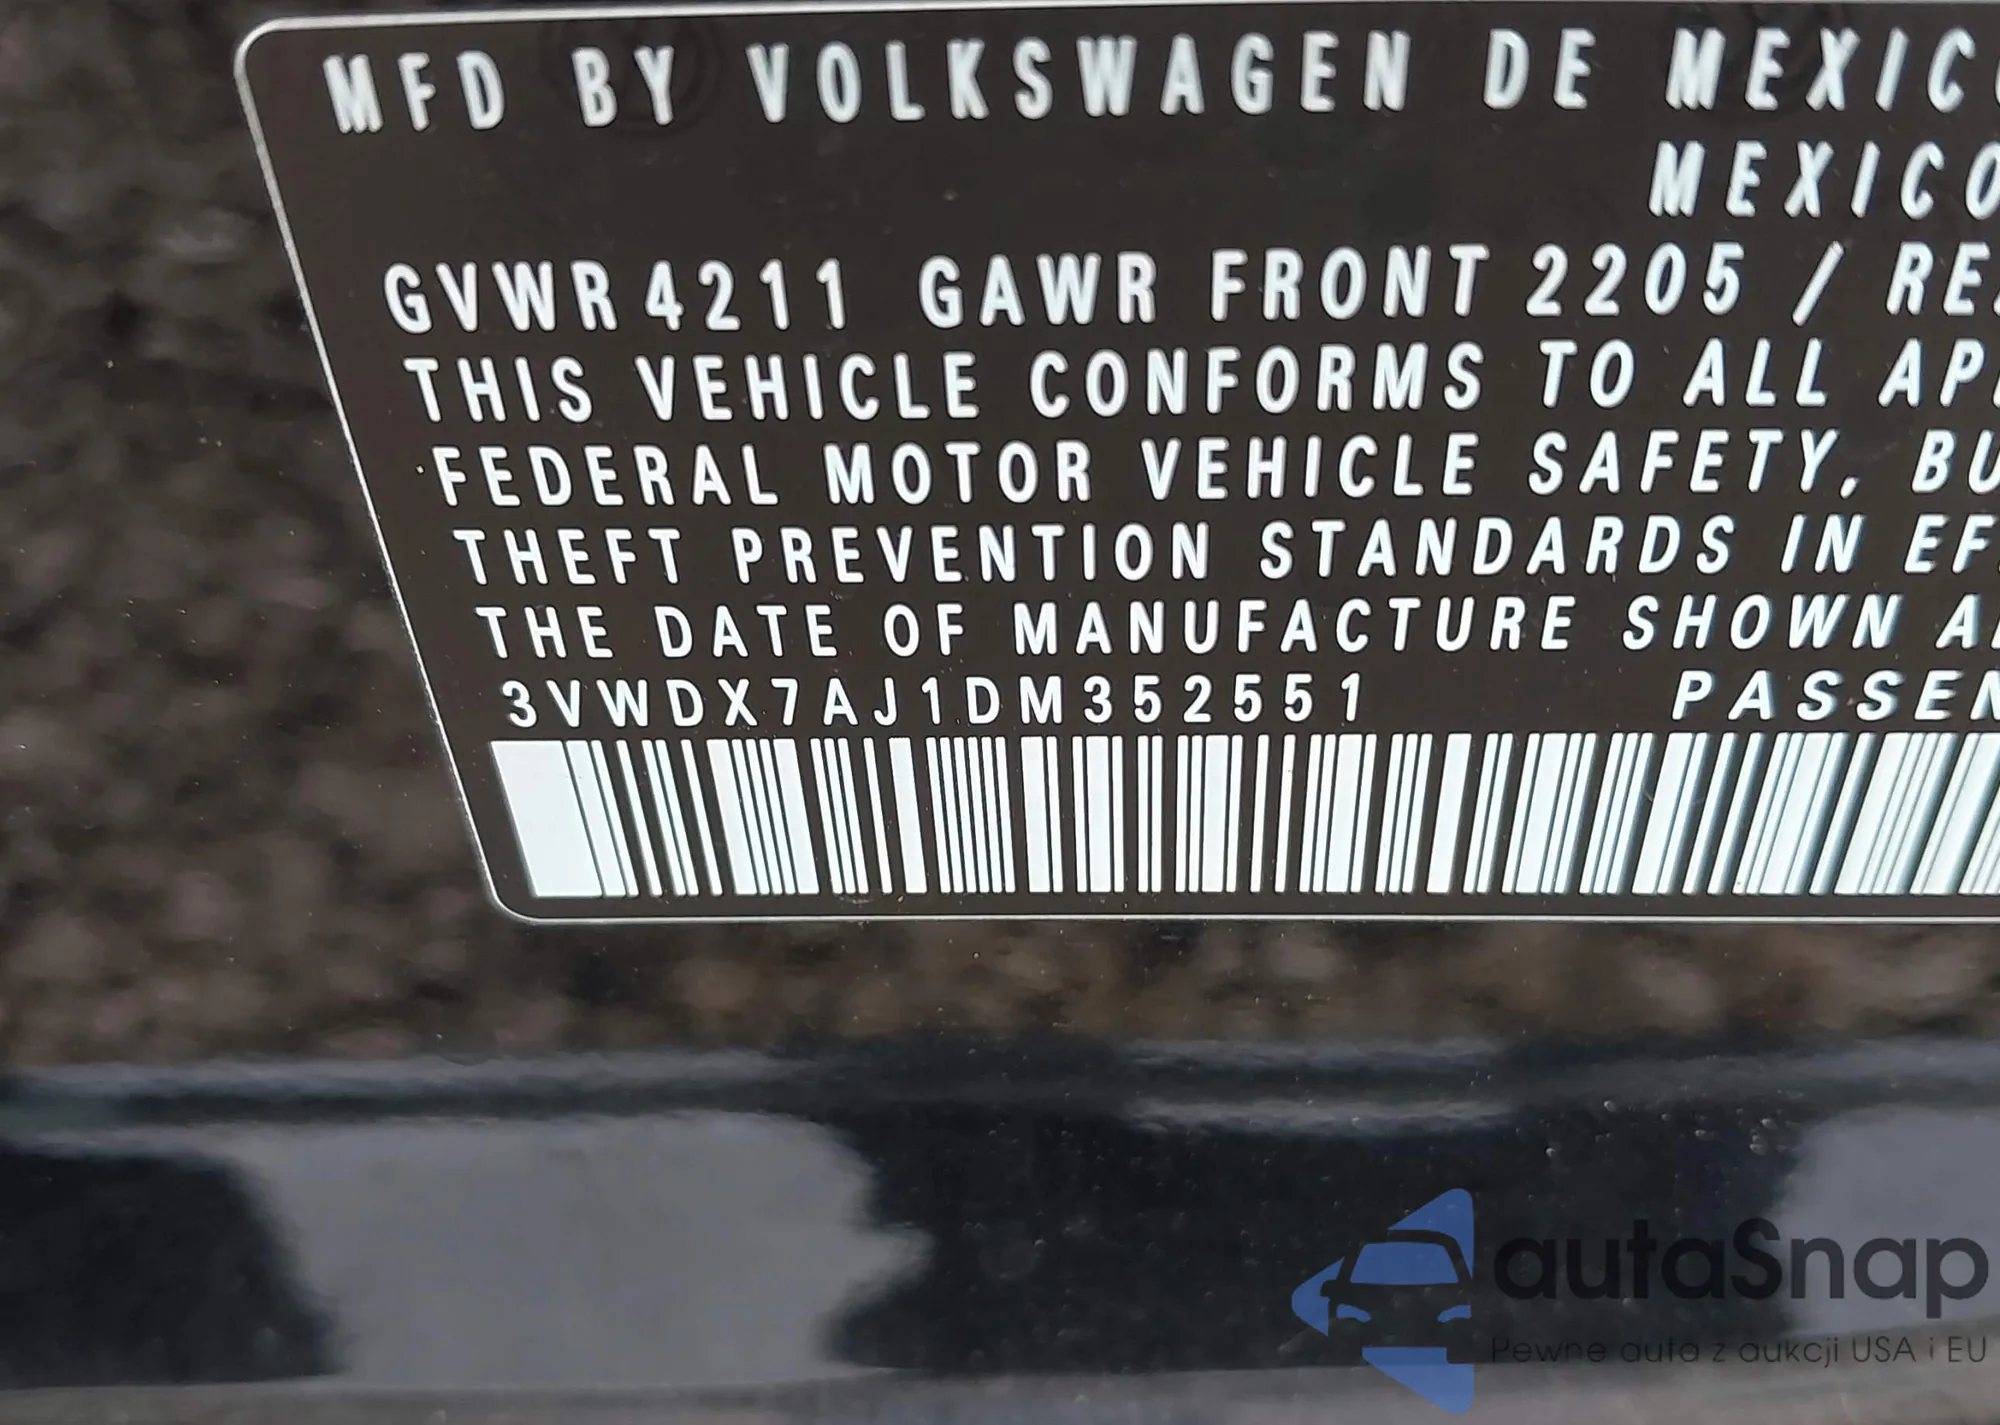 MFD BY VOLKSWAGEN DE MEXICO
MEXICO
GVWR 4211 GAWR FRONT 2205 / REA
THIS VEHICLE CONFORMS TO ALL AP
FEDERAL MOTOR VEHICLE SAFETY, BU
THEFT PREVENTION STANDARDS IN EF
THE DATE OF MANUFACTURE SHOWN A
3VWDX7AJ1DM352551 PASSEN
autaSnap
Pewne auta z aukcji USA i EU